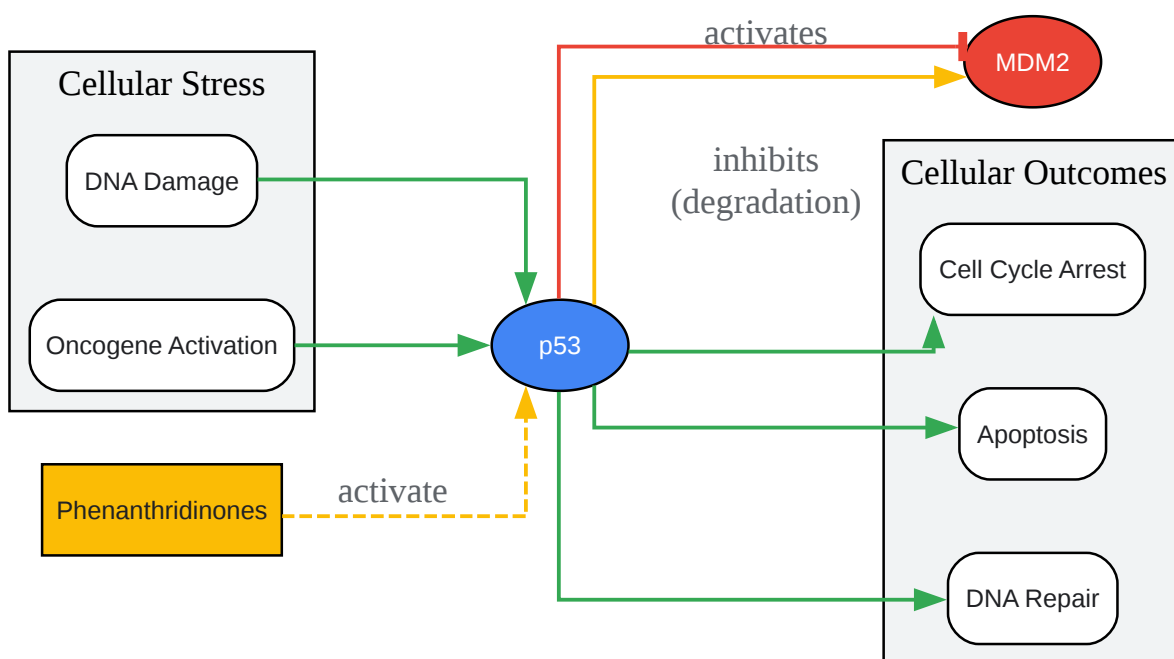 activates
MDM2
Cellular Stress
DNA Damage
inhibits
(degradation)
Cellular Outcomes
Cell Cycle Arrest
Oncogene Activation
p53
Apoptosis
Phenanthridinones
activate
DNA Repair